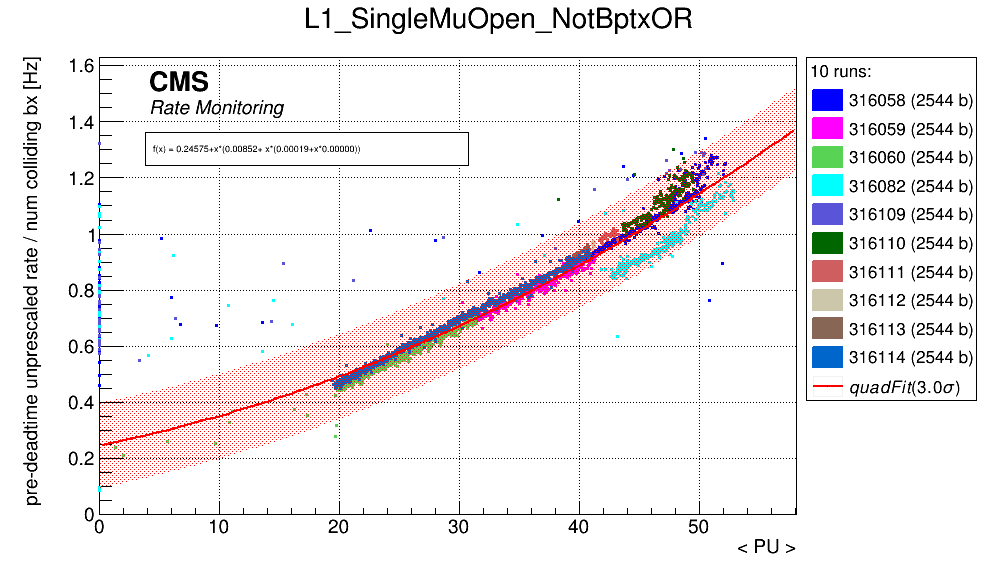 L1_SingleMuOpen_NotBptxOR
pre-deadtime unprescaled rate / num colliding bx [Hz]
1.6
1.4
1.2
1
0.8
0.6
0.4
0.2
0
CMS
Rate Monitoring
f(x) = 0.24575+x*(0.00852+ x*(0.00019+x*0.00000))
0 10 20 30 40 50
< PU >
10 runs:
316058 (2544 b)
316059 (2544 b)
316060 (2544 b)
316082 (2544 b)
316109 (2544 b)
316110 (2544 b)
316111 (2544 b)
316112 (2544 b)
316113 (2544 b)
316114 (2544 b)
quadFit(3.0σ)